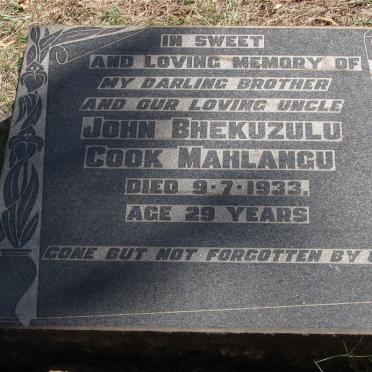 IN SWEET
AND LOVING MEMORY OF
MY DARLING BROTHER
AND OUR LOVING UNCLE
JOHN BHEKUZULU
COOK MAHLANGU
DIED 9·7·1933.
AGE 29 YEARS
GONE BUT NOT FORGOTTEN BY